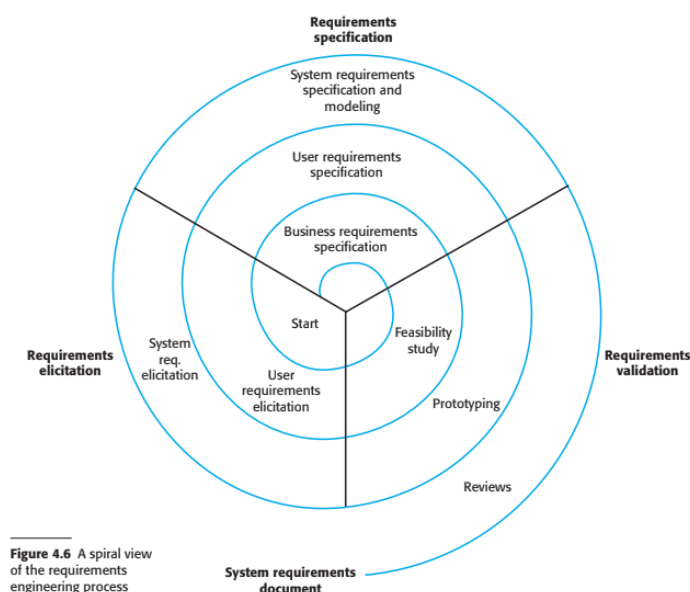 Requirements
specification
System requirements
specification and
modeling
User requirements
specification
Business requirements
specification
Start
Feasibility
study
System
req.
elicitation
Requirements
elicitation
Requirements
validation
User
requirements
elicitation
Prototyping
Reviews
Figure 4.6 A spiral view
of the requirements
engineering process
System requirements
document